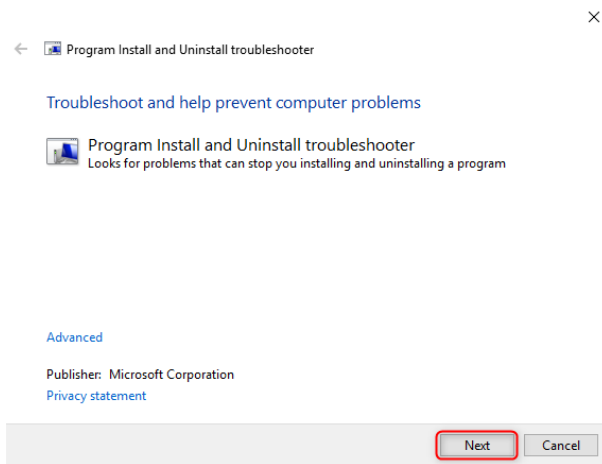 Program Install and Uninstall troubleshooter
Troubleshoot and help prevent computer problems
Program Install and Uninstall troubleshooter
Looks for problems that can stop you installing and uninstalling a program
Advanced
Publisher: Microsoft Corporation
Privacy statement
Next Cancel